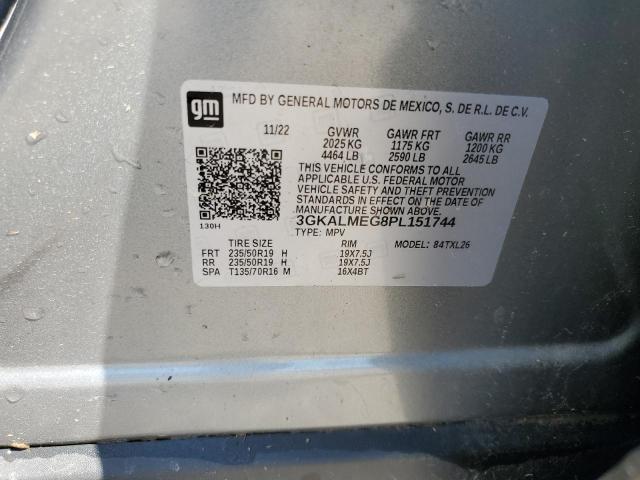 gm MFD BY GENERAL MOTORS DE MEXICO, S. DE R.L. DE C.V.
11/22 GVWR GAWR FRT GAWR RR
2025 KG 1175 KG 1200 KG
4464 LB 2590 LB 2645 LB
THIS VEHICLE CONFORMS TO ALL
APPLICABLE U.S. FEDERAL MOTOR
VEHICLE SAFETY AND THEFT PREVENTION
STANDARDS IN EFFECT ON THE DATE OF
MANUFACTURE SHOWN ABOVE.
3GKALMEG8PL151744
130H TYPE: MPV
TIRE SIZE RIM MODEL: 84TXL26
FRT 235/50R19 H 19X7.5J
RR 235/50R19 H 19X7.5J
SPA T135/70R16 M 16X4BT